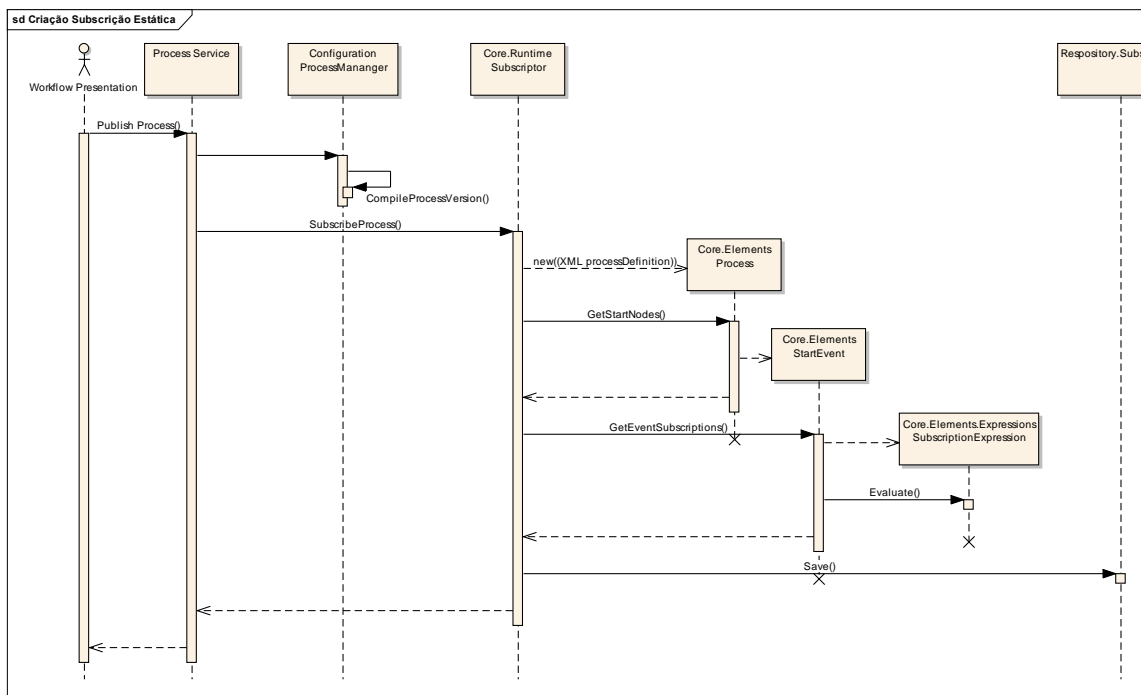 sd Criação Subscrição Estática
Workflow Presentation
Process Service
Configuration
ProcessMananger
Core.Runtime
Subscriptor
Respository.Subs
Publish Process()
CompileProcessVersion()
SubscribeProcess()
Core.Elements
Process
new((XML processDefinition))
GetStartNodes()
Core.Elements
StartEvent
GetEventSubscriptions()
Core.Elements.Expressions
SubscriptionExpression
Evaluate()
Save()